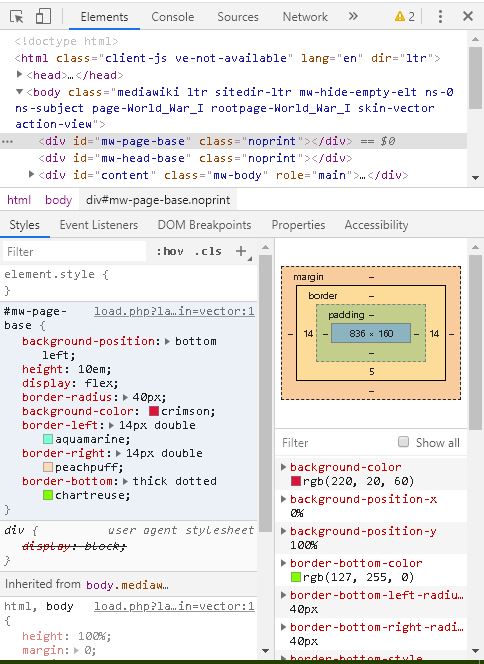 Elements Console Sources Network » 2
<!doctype html>
<html class="client-js ve-not-available" lang="en" dir="ltr">
<head>…</head>
<body class="mediawiki ltr sitedir-ltr mw-hide-empty-elt ns-0
ns-subject page-World_War_I rootpage-World_War_I skin-vector
action-view">
… <div id="mw-page-base" class="noprint"></div> == $0
<div id="mw-head-base" class="noprint"></div>
<div id="content" class="mw-body" role="main">…</div>
html body div#mw-page-base.noprint
Styles Event Listeners DOM Breakpoints Properties Accessibility
Filter :hov .cls +
element.style {
}
#mw-page- load.php?la…in=vector:1
base {
background-position: bottom
left;
height: 10em;
display: flex;
border-radius: 40px;
background-color: crimson;
border-left: 14px double
aquamarine;
border-right: 14px double
peachpuff;
border-bottom: thick dotted
chartreuse;
}
div { user agent stylesheet
display: block;
}
Inherited from body.mediaw…
html, body load.php?la…in=vector:1
{
height: 100%;
margin: 0;
margin –
border –
padding –
– 14 – 836 × 160 – 14 –
–
5
–
Filter Show all
background-color
rgb(220, 20, 60)
background-position-x
0%
background-position-y
100%
border-bottom-color
rgb(127, 255, 0)
border-bottom-left-radiu…
40px
border-bottom-right-radi…
40px
border-bottom-style